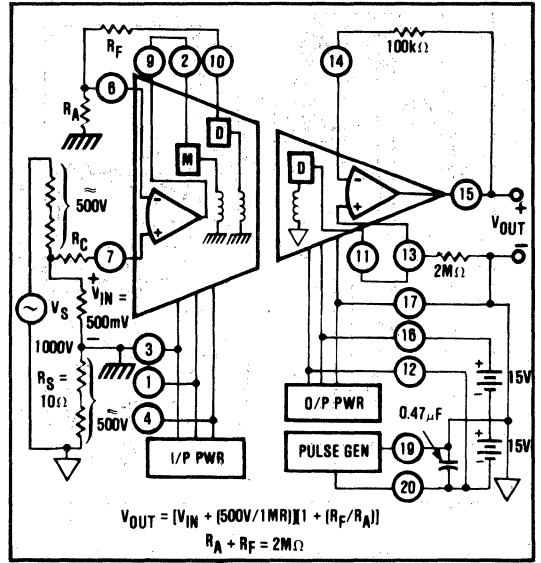 R_F
9
2
10
6
R_A
D
M
−
+
≈
500V
R_C
7
+
V_IN =
500mV
−
V_S
1000V
3
1
4
R_S =
10Ω
≈
500V
I/P PWR
14
100kΩ
D
−
+
15
+
V_OUT
−
11
13
2MΩ
17
16
12
+
−
15V
O/P PWR
0.47μF
PULSE GEN
19
20
+
−
15V
V_OUT = [V_IN + (500V/1MR)][1 + (R_F/R_A)]
R_A + R_F = 2MΩ